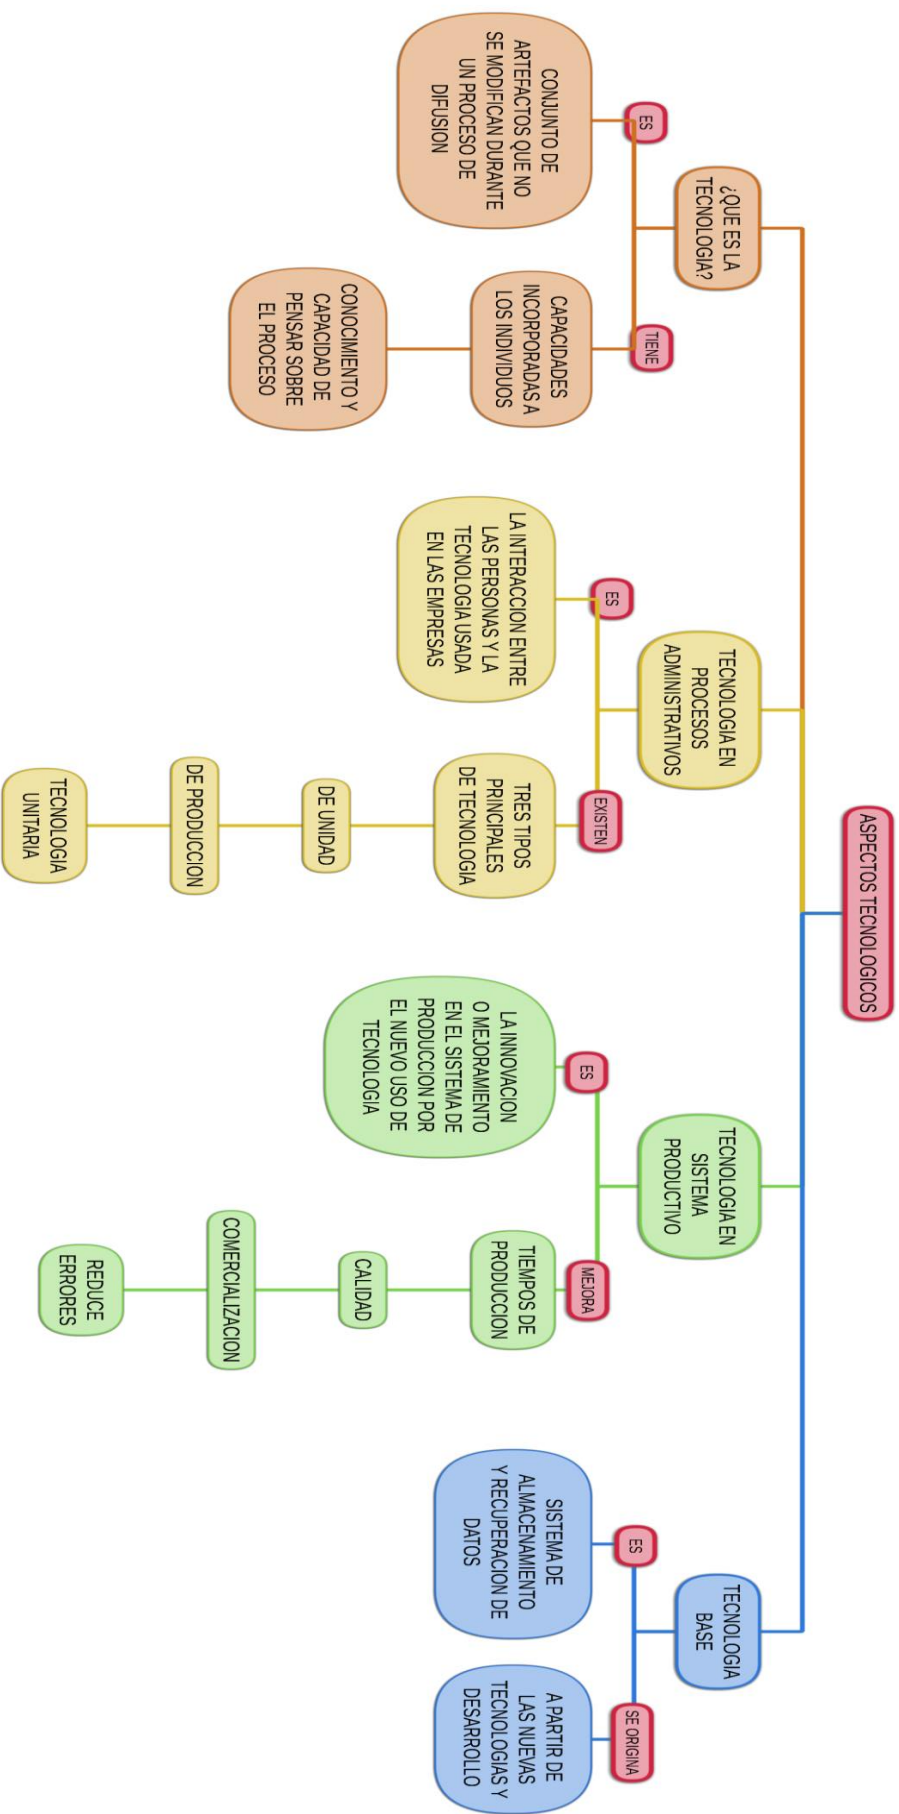 ASPECTOS TECNOLOGICOS
¿QUE ES LA
TECNOLOGIA?
ES
CONJUNTO DE
ARTEFACTOS QUE NO
SE MODIFICAN DURANTE
UN PROCESO DE
DIFUSION
TIENE
CAPACIDADES
INCORPORADAS A
LOS INDIVIDUOS
CONOCIMIENTO Y
CAPACIDAD DE
PENSAR SOBRE
EL PROCESO
TECNOLOGIA EN
PROCESOS
ADMINISTRATIVOS
ES
LA INTERACCION ENTRE
LAS PERSONAS Y LA
TECNOLOGIA USADA
EN LAS EMPRESAS
EXISTEN
TRES TIPOS
PRINCIPALES
DE TECNOLOGIA
DE UNIDAD
DE PRODUCCION
TECNOLOGIA
UNITARIA
TECNOLOGIA EN
SISTEMA
PRODUCTIVO
ES
LA INNOVACION
O MEJORAMIENTO
EN EL SISTEMA DE
PRODUCCION POR
EL NUEVO USO DE
TECNOLOGIA
MEJORA
TIEMPOS DE
PRODUCCION
CALIDAD
COMERCIALIZACION
REDUCE
ERRORES
TECNOLOGIA
BASE
ES
SISTEMA DE
ALMACENAMIENTO
Y RECUPERACION DE
DATOS
SE ORIGINA
A PARTIR DE
LAS NUEVAS
TECNOLOGIAS Y
DESARROLLO